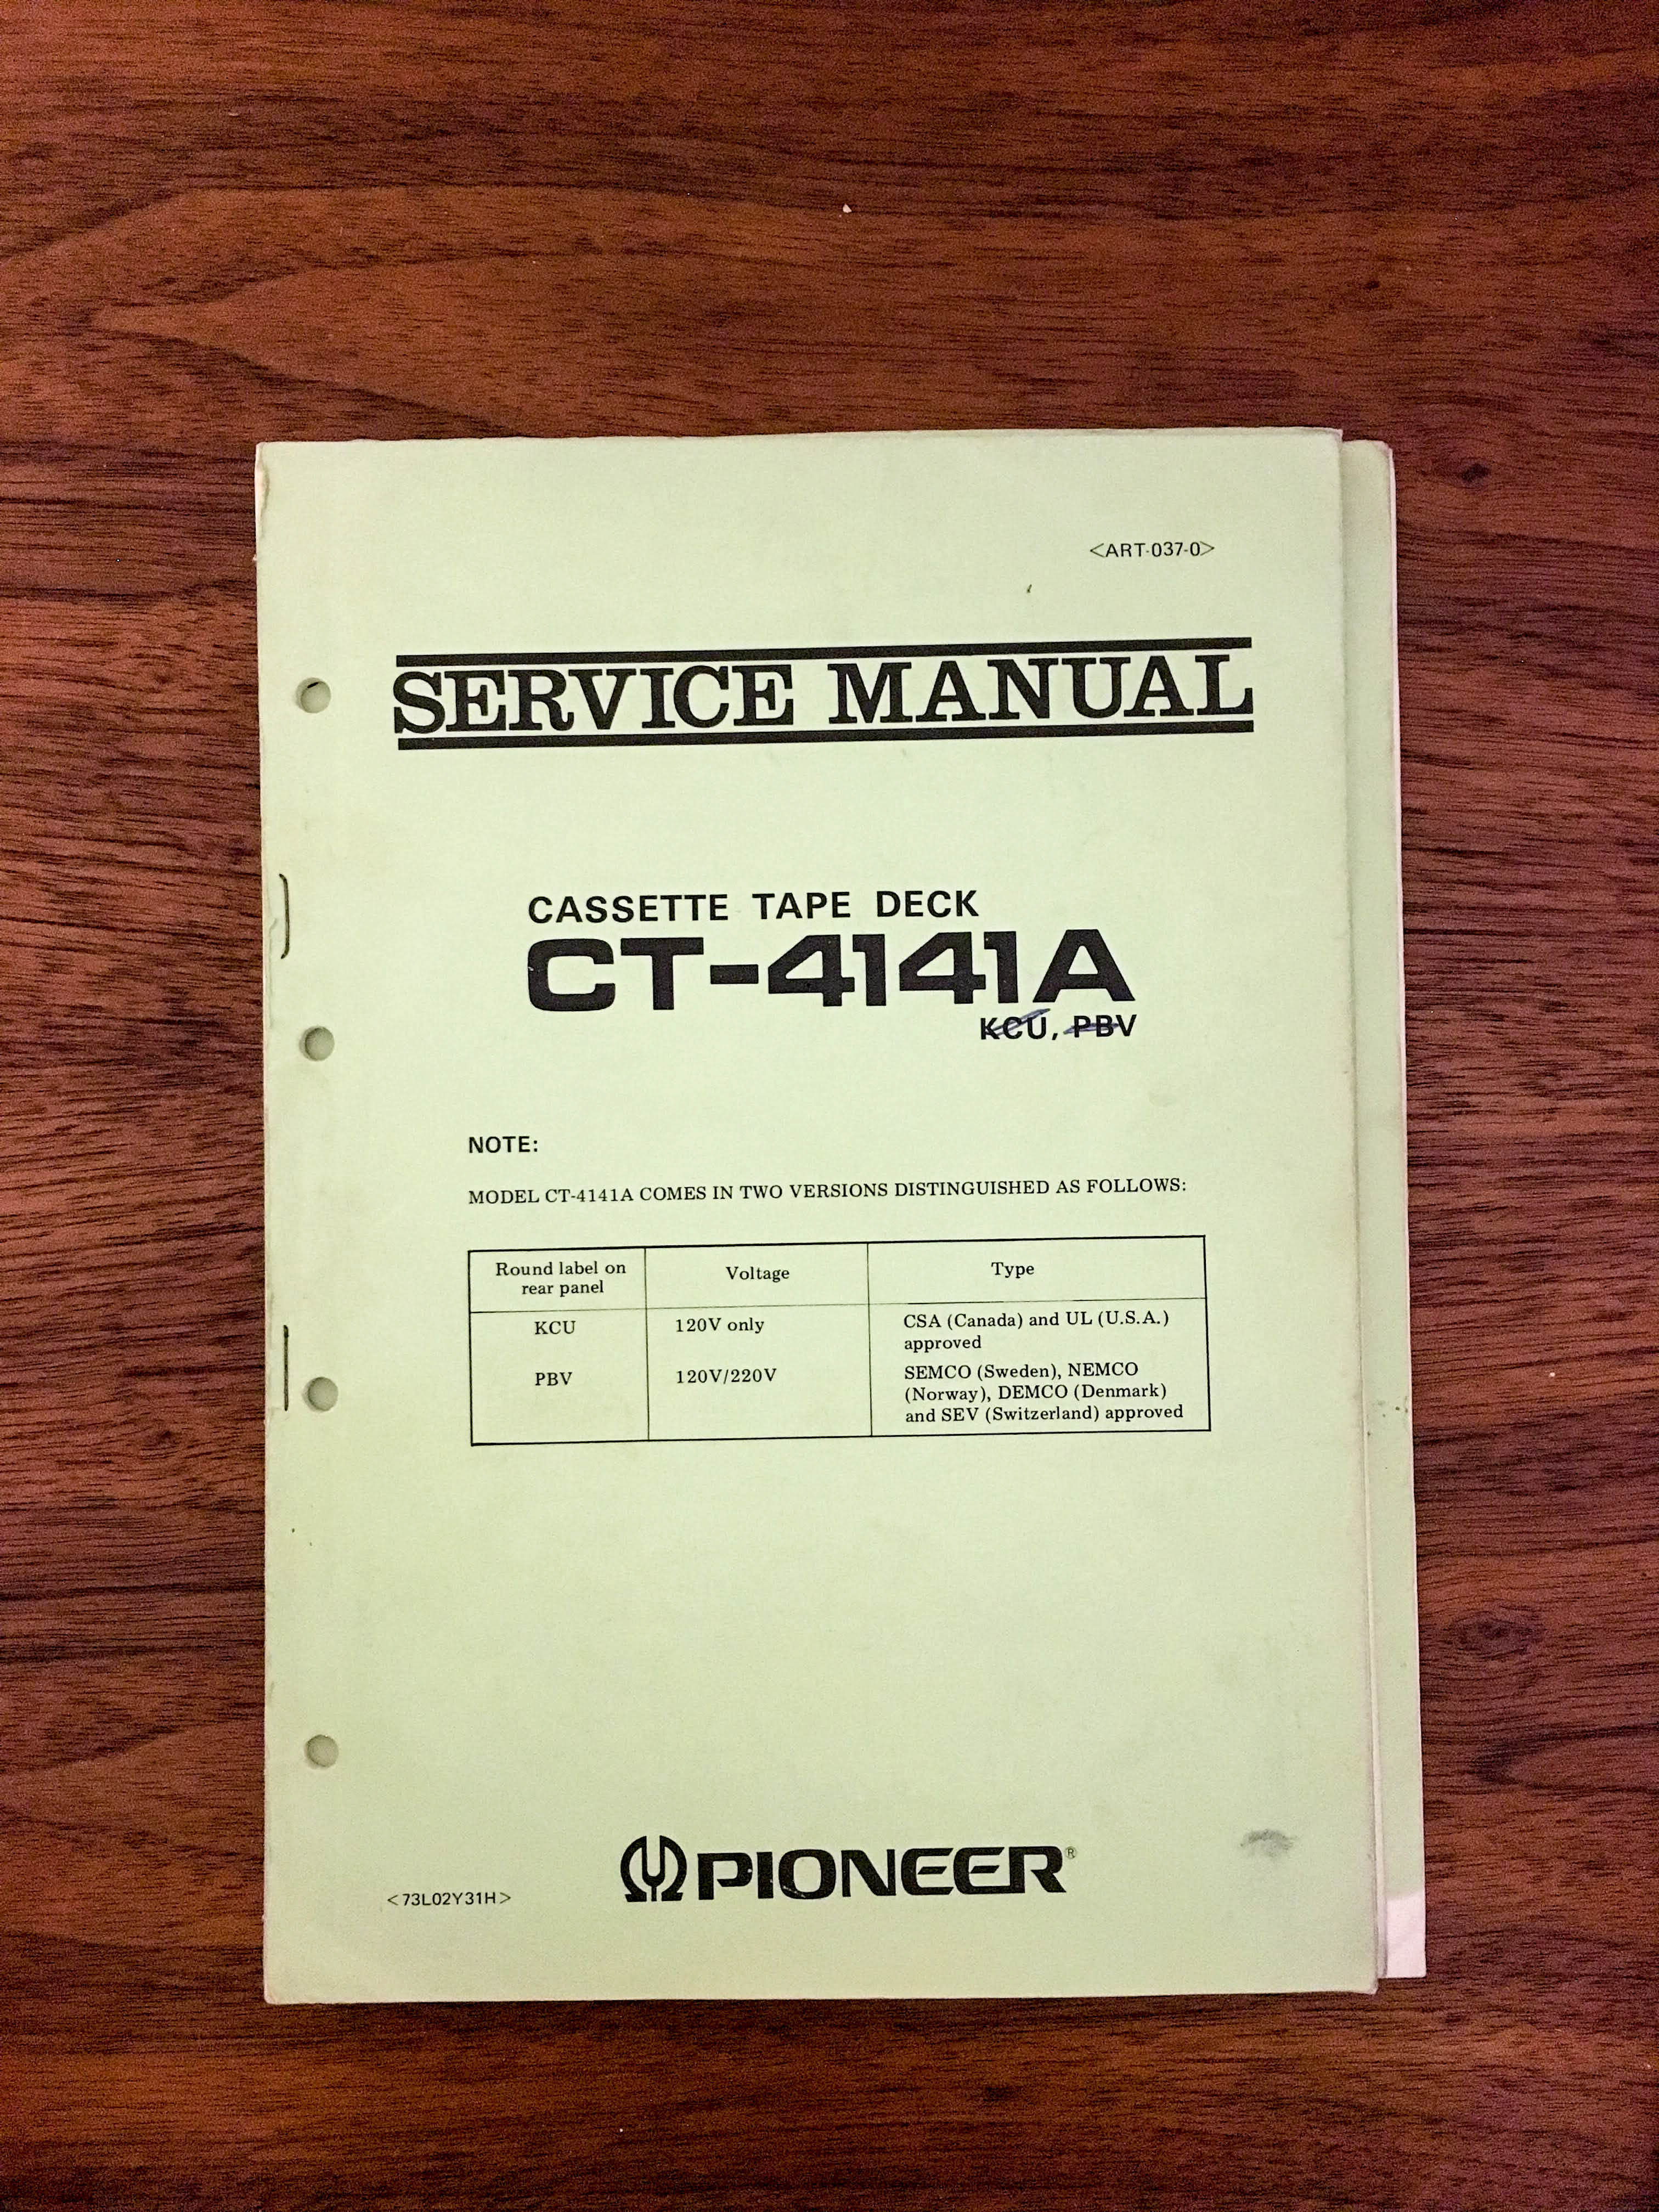 <ART-037-0>
SERVICE MANUAL
CASSETTE TAPE DECK
CT-4141A
KCU, PBV
NOTE:
MODEL CT-4141A COMES IN TWO VERSIONS DISTINGUISHED AS FOLLOWS:
Round label on rear panel Voltage Type
KCU 120V only CSA (Canada) and UL (U.S.A.)
approved
PBV 120V/220V SEMCO (Sweden), NEMCO
(Norway), DEMCO (Denmark)
and SEV (Switzerland) approved
PIONEER®
<73L02Y31H>